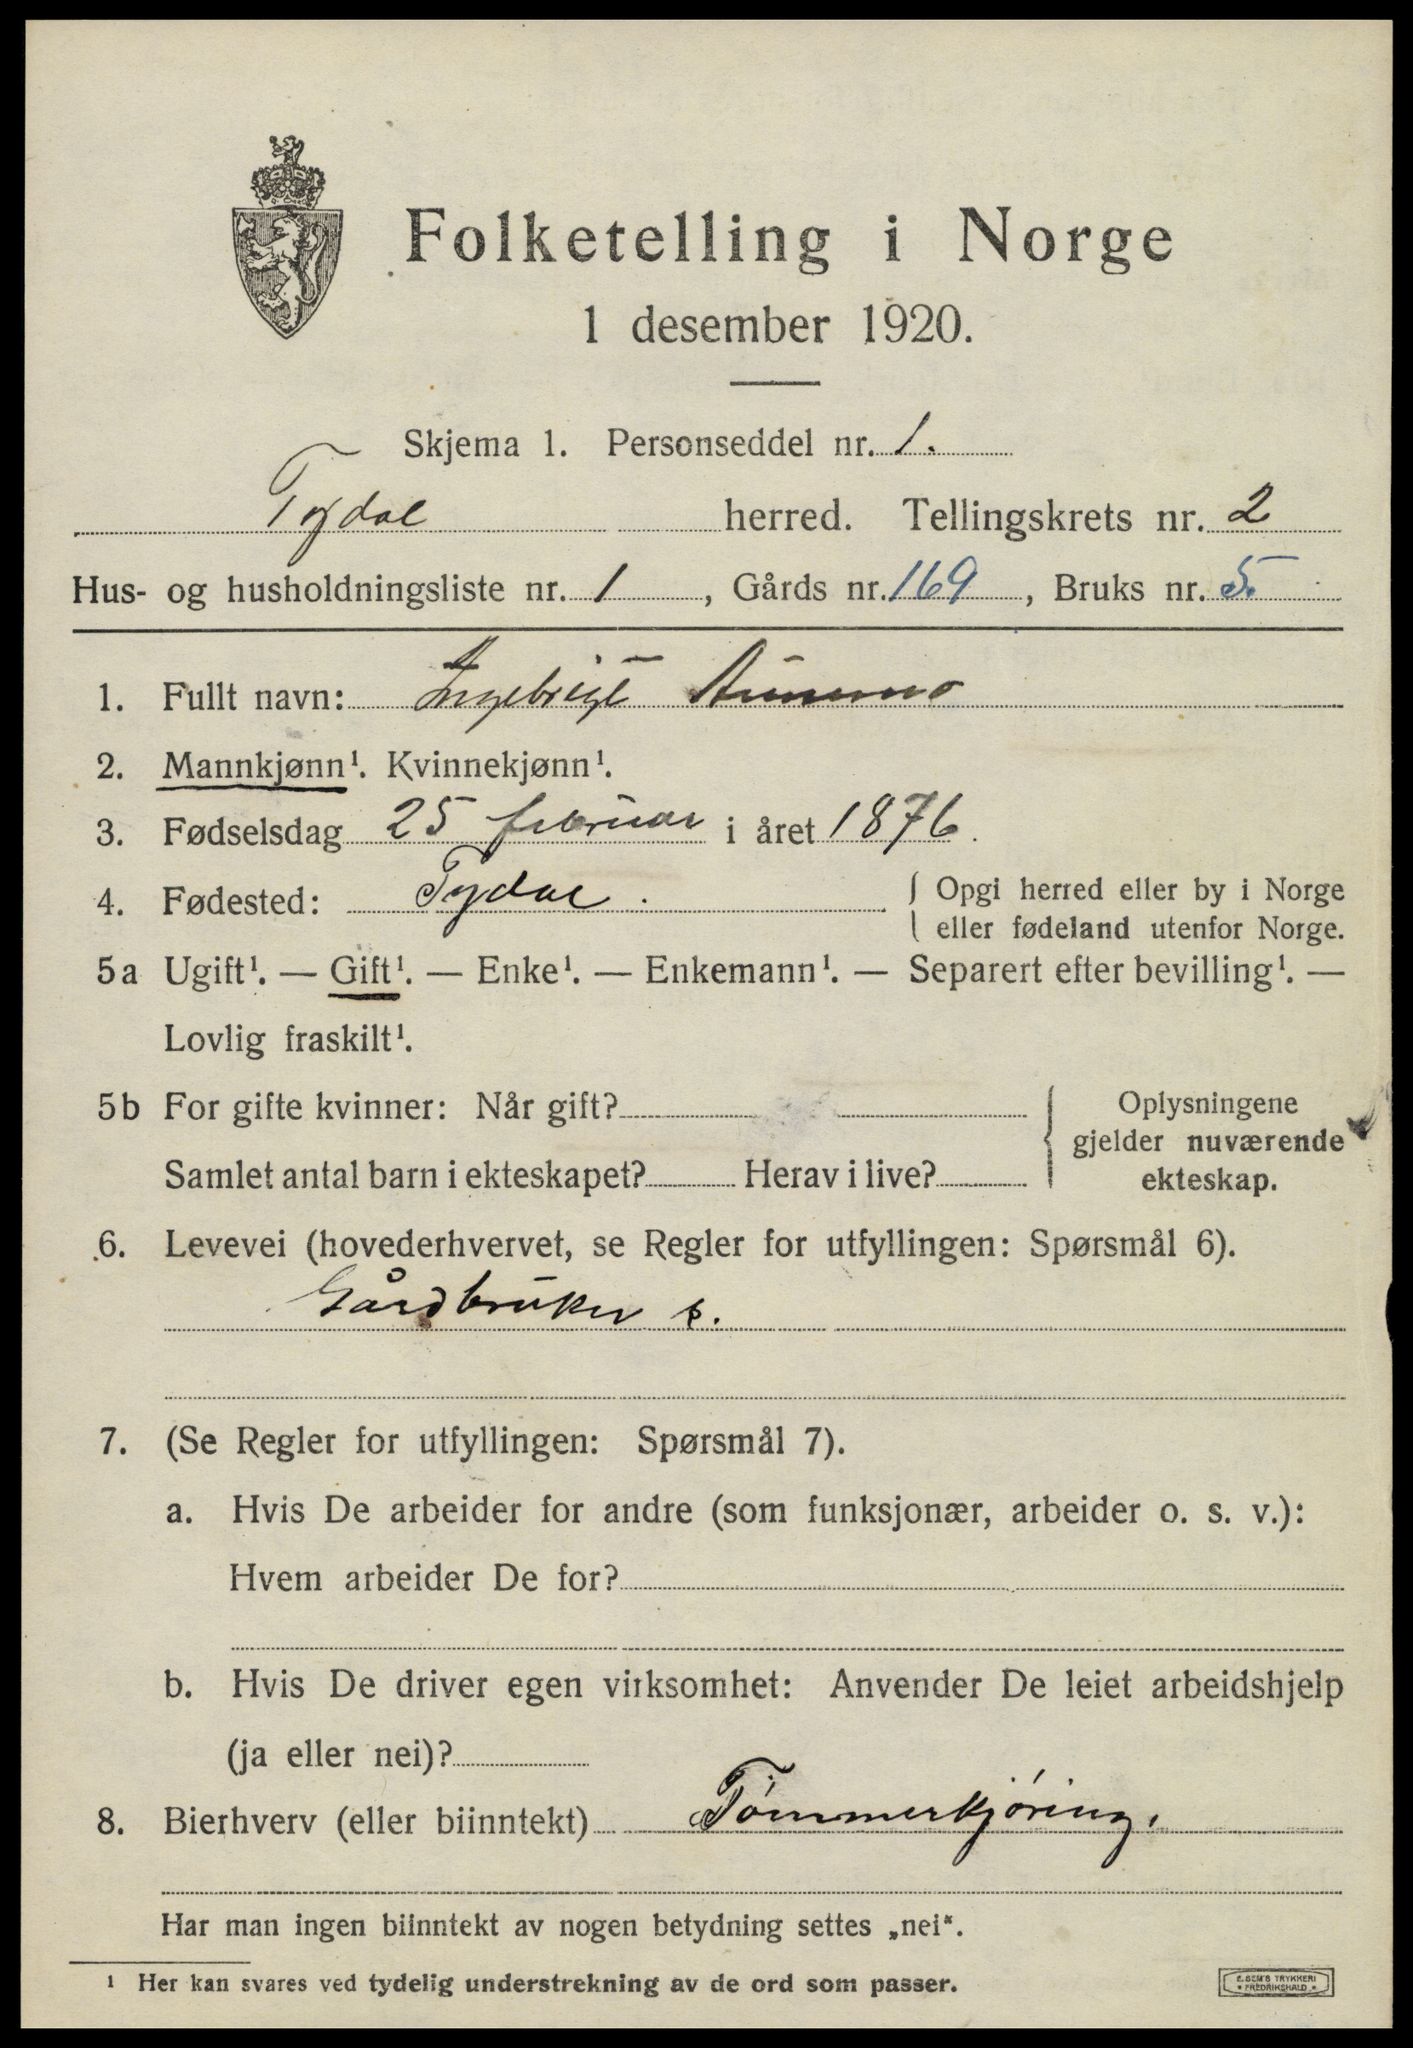 Folketelling i Norge
1 desember 1920.
Skjema 1. Personseddel nr. 1.
Tydal herred. Tellingskrets nr. 2
Hus- og husholdningsliste nr. 1, Gårds nr. 169, Bruks nr. 5.
1. Fullt navn: Ingebrigt Aunemo
2. Mannkjønn¹. Kvinnekjønn¹.
3. Fødselsdag 25 februar i året 1876.
4. Fødested: Tydal. { Opgi herred eller by i Norge
eller fødeland utenfor Norge.
5a Ugift¹. — Gift¹. — Enke¹. — Enkemann¹. — Separert efter bevilling¹. —
Lovlig fraskilt¹.
5b For gifte kvinner: Når gift?
Samlet antal barn i ekteskapet? Herav i live?
{ Oplysningene
gjelder nuværende
ekteskap.
6. Levevei (hovederhvervet, se Regler for utfyllingen: Spørsmål 6).
Gårdbruker s.
7. (Se Regler for utfyllingen: Spørsmål 7).
a. Hvis De arbeider for andre (som funksjonær, arbeider o. s. v.):
Hvem arbeider De for?
b. Hvis De driver egen virksomhet: Anvender De leiet arbeidshjelp
(ja eller nei)?
8. Bierhverv (eller biinntekt) Tømmerkjøring.
Har man ingen biinntekt av nogen betydning settes „nei“.
¹ Her kan svares ved tydelig understrekning av de ord som passer.
E. SEM'S TRYKKERI
* FREDRIKSHALD *